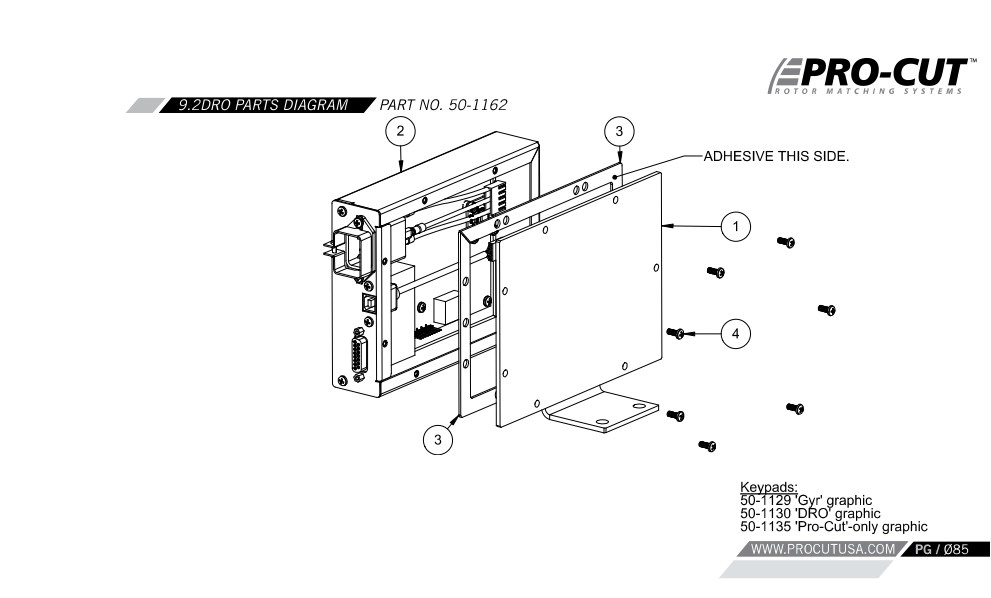 PRO-CUT™
ROTOR MATCHING SYSTEMS
9.2DRO PARTS DIAGRAM PART NO. 50-1162
2
3
ADHESIVE THIS SIDE.
1
4
3
Keypads:
50-1129 'Gyr' graphic
50-1130 'DRO' graphic
50-1135 'Pro-Cut'-only graphic
WWW.PROCUTUSA.COM PG / Ø85